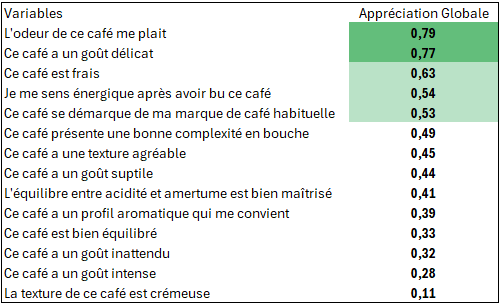 Variables Appréciation Globale
L'odeur de ce café me plait 0,79
Ce café a un goût délicat 0,77
Ce café est frais 0,63
Je me sens énergique après avoir bu ce café 0,54
Ce café se démarque de ma marque de café habituelle 0,53
Ce café présente une bonne complexité en bouche 0,49
Ce café a une texture agréable 0,45
Ce café a un goût suptile 0,44
L'équilibre entre acidité et amertume est bien maîtrisé 0,41
Ce café a un profil aromatique qui me convient 0,39
Ce café est bien équilibré 0,33
Ce café a un goût inattendu 0,32
Ce café a un goût intense 0,28
La texture de ce café est crémeuse 0,11